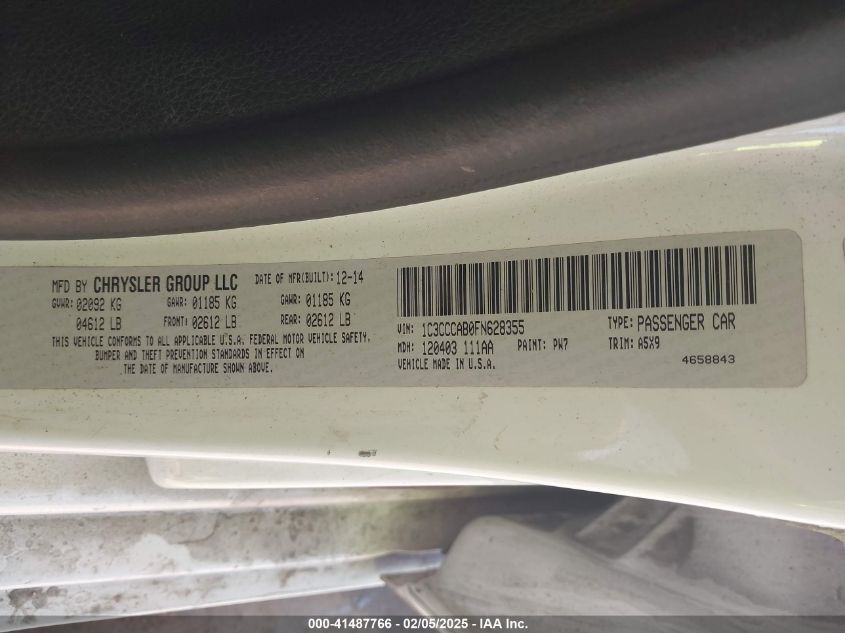 MFD BY CHRYSLER GROUP LLC DATE OF MFR(BUILT): 12-14
GVWR: 02092 KG GAWR: 01185 KG GAWR: 01185 KG
04612 LB FRONT: 02612 LB REAR: 02612 LB
THIS VEHICLE CONFORMS TO ALL APPLICABLE U.S.A. FEDERAL MOTOR VEHICLE SAFETY,
BUMPER AND THEFT PREVENTION STANDARDS IN EFFECT ON
THE DATE OF MANUFACTURE SHOWN ABOVE.
VIN: 1C3CCCAB0FN628355 TYPE: PASSENGER CAR
MDH: 120403 111AA PAINT: PW7 TRIM: A5X9
VEHICLE MADE IN U.S.A. 4658843
000-41487766 - 02/05/2025 - IAA Inc.